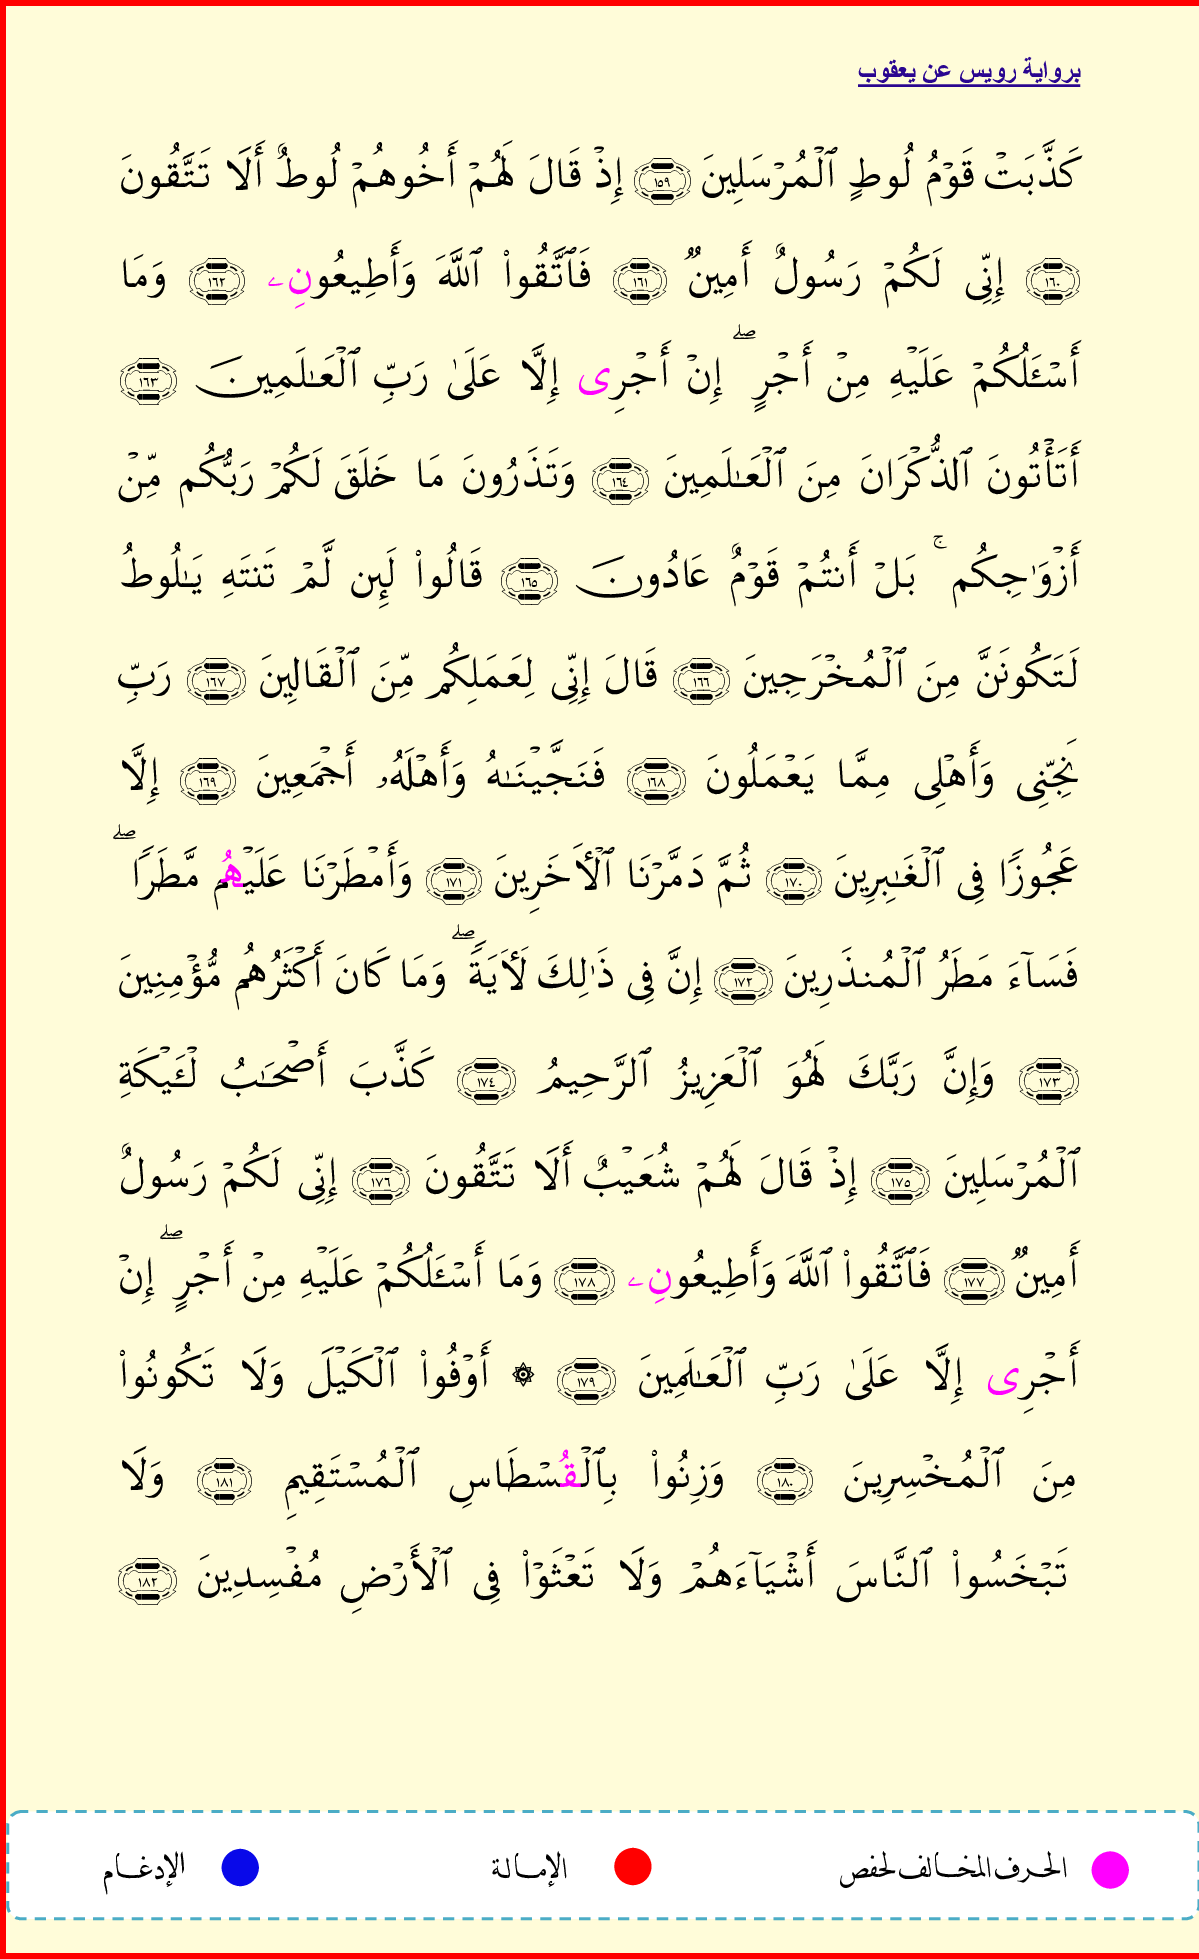 برواية رويس عن يعقوب
كَذَّبَتۡ قَوۡمُ لُوطٍ ٱلۡمُرۡسَلِينَ ١٥٩ إِذۡ قَالَ لَهُمۡ أَخُوهُمۡ لُوطٌ أَلَا تَتَّقُونَ
١٦٠ إِنِّي لَكُمۡ رَسُولٌ أَمِينٌ ١٦١ فَٱتَّقُواْ ٱللَّهَ وَأَطِيعُونِۦ ١٦٢ وَمَا
أَسۡـَٔلُكُمۡ عَلَيۡهِ مِنۡ أَجۡرٍۖ إِنۡ أَجۡرِي إِلَّا عَلَىٰ رَبِّ ٱلۡعَٰلَمِينَ ١٦٣
أَتَأۡتُونَ ٱلذُّكۡرَانَ مِنَ ٱلۡعَٰلَمِينَ ١٦٤ وَتَذَرُونَ مَا خَلَقَ لَكُمۡ رَبُّكُم مِّنۡ
أَزۡوَٰجِكُمۚ بَلۡ أَنتُمۡ قَوۡمٌ عَادُونَ ١٦٥ قَالُواْ لَئِن لَّمۡ تَنتَهِ يَٰلُوطُ
لَتَكُونَنَّ مِنَ ٱلۡمُخۡرَجِينَ ١٦٦ قَالَ إِنِّي لِعَمَلِكُم مِّنَ ٱلۡقَالِينَ ١٦٧ رَبِّ
نَجِّنِي وَأَهۡلِي مِمَّا يَعۡمَلُونَ ١٦٨ فَنَجَّيۡنَٰهُ وَأَهۡلَهُۥ أَجۡمَعِينَ ١٦٩ إِلَّا
عَجُوزٗا فِي ٱلۡغَٰبِرِينَ ١٧٠ ثُمَّ دَمَّرۡنَا ٱلۡأٓخَرِينَ ١٧١ وَأَمۡطَرۡنَا عَلَيۡهُم مَّطَرٗاۖ
فَسَآءَ مَطَرُ ٱلۡمُنذَرِينَ ١٧٢ إِنَّ فِي ذَٰلِكَ لَأٓيَةٗۖ وَمَا كَانَ أَكۡثَرُهُم مُّؤۡمِنِينَ
١٧٣ وَإِنَّ رَبَّكَ لَهُوَ ٱلۡعَزِيزُ ٱلرَّحِيمُ ١٧٤ كَذَّبَ أَصۡحَٰبُ لۡـَٔيۡكَةِ
ٱلۡمُرۡسَلِينَ ١٧٥ إِذۡ قَالَ لَهُمۡ شُعَيۡبٌ أَلَا تَتَّقُونَ ١٧٦ إِنِّي لَكُمۡ رَسُولٌ
أَمِينٌ ١٧٧ فَٱتَّقُواْ ٱللَّهَ وَأَطِيعُونِۦ ١٧٨ وَمَا أَسۡـَٔلُكُمۡ عَلَيۡهِ مِنۡ أَجۡرٍۖ إِنۡ
أَجۡرِي إِلَّا عَلَىٰ رَبِّ ٱلۡعَٰلَمِينَ ١٧٩ ۞ أَوۡفُواْ ٱلۡكَيۡلَ وَلَا تَكُونُواْ
مِنَ ٱلۡمُخۡسِرِينَ ١٨٠ وَزِنُواْ بِٱلۡقُسۡطَاسِ ٱلۡمُسۡتَقِيمِ ١٨١ وَلَا
تَبۡخَسُواْ ٱلنَّاسَ أَشۡيَآءَهُمۡ وَلَا تَعۡثَوۡاْ فِي ٱلۡأَرۡضِ مُفۡسِدِينَ ١٨٢
الحرف المخالف لحفص الإمالة الإدغام